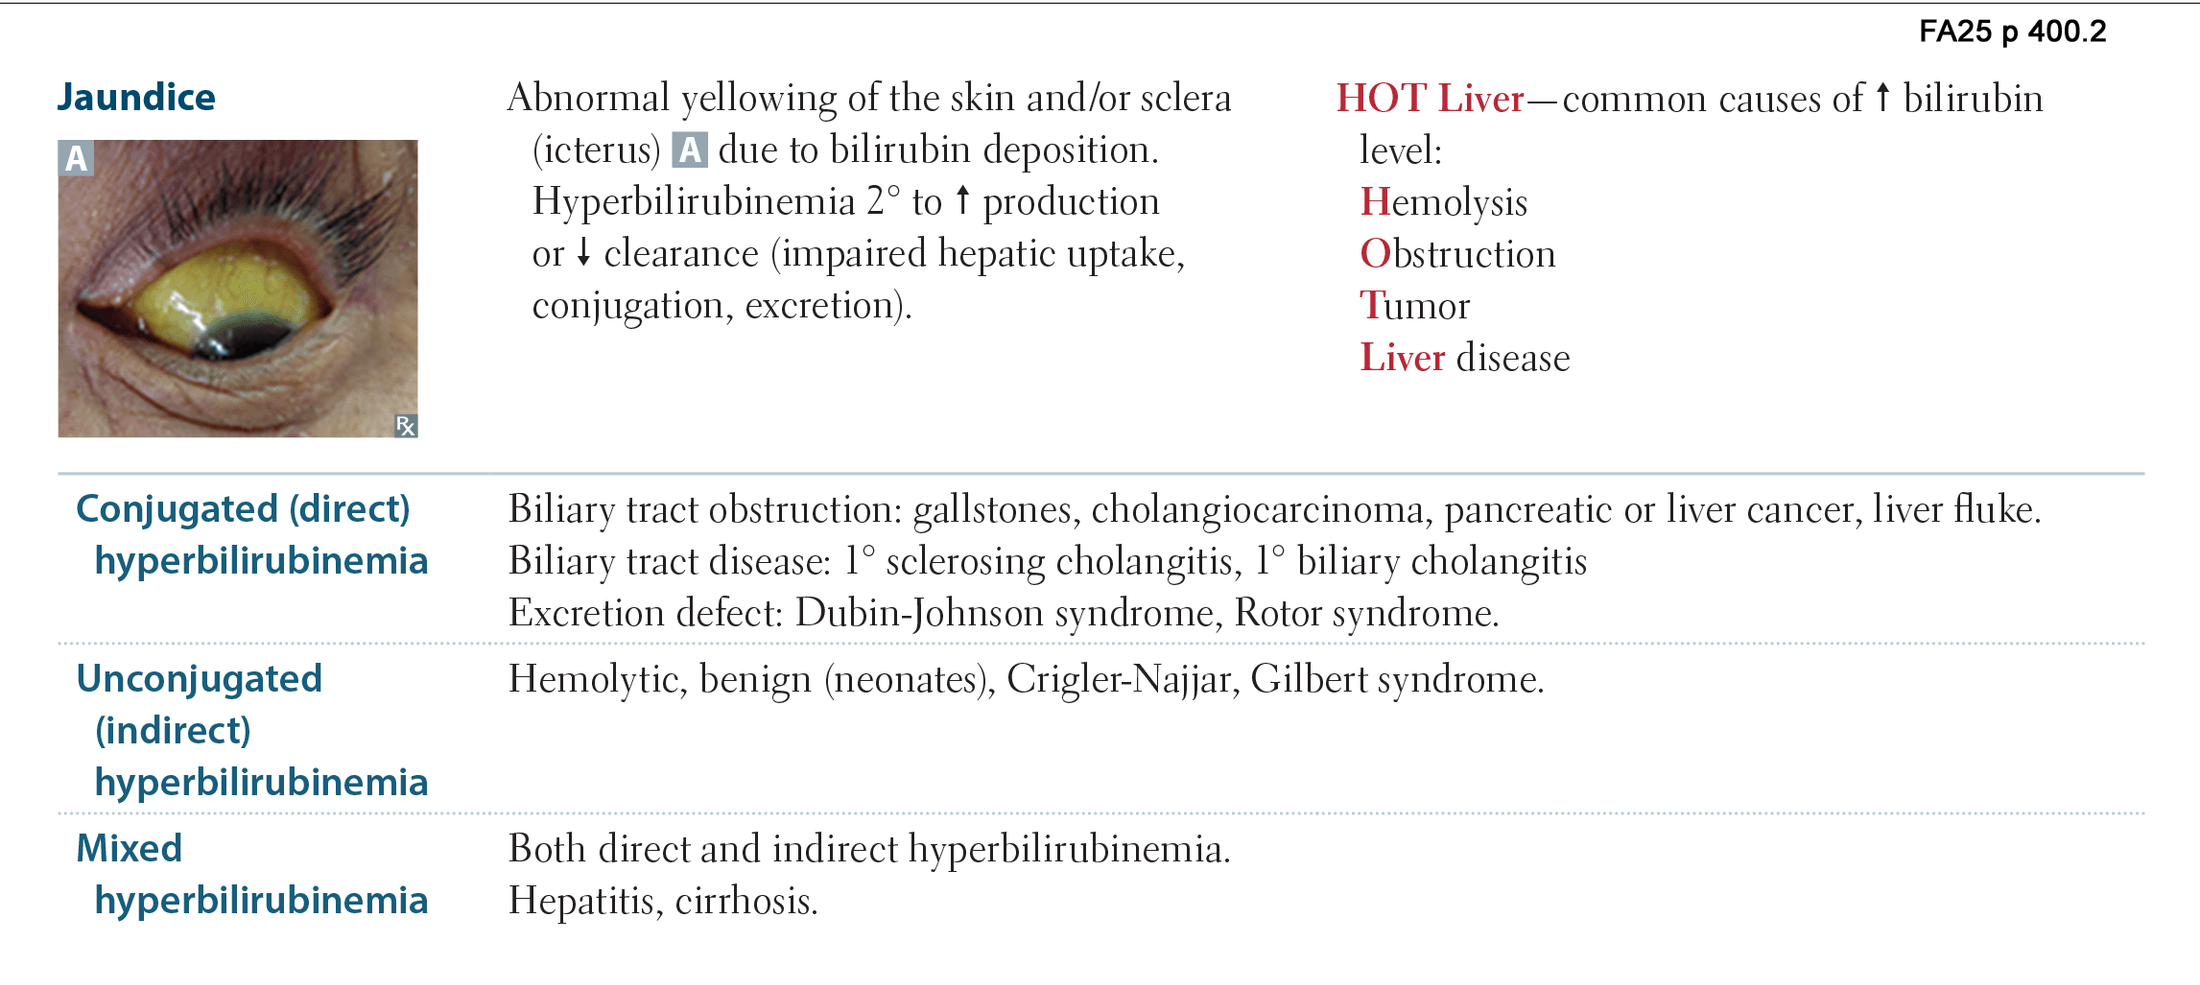 FA25 p 400.2
Jaundice
A
Rx
Abnormal yellowing of the skin and/or sclera
(icterus) A due to bilirubin deposition.
Hyperbilirubinemia 2° to ↑ production
or ↓ clearance (impaired hepatic uptake,
conjugation, excretion).
HOT Liver—common causes of ↑ bilirubin
level:
Hemolysis
Obstruction
Tumor
Liver disease
Conjugated (direct)
hyperbilirubinemia
Biliary tract obstruction: gallstones, cholangiocarcinoma, pancreatic or liver cancer, liver fluke.
Biliary tract disease: 1° sclerosing cholangitis, 1° biliary cholangitis
Excretion defect: Dubin-Johnson syndrome, Rotor syndrome.
Unconjugated
(indirect)
hyperbilirubinemia
Hemolytic, benign (neonates), Crigler-Najjar, Gilbert syndrome.
Mixed
hyperbilirubinemia
Both direct and indirect hyperbilirubinemia.
Hepatitis, cirrhosis.